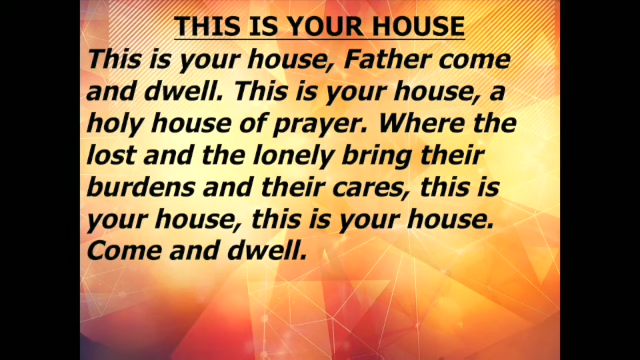 THIS IS YOUR HOUSE
This is your house, Father come
and dwell. This is your house, a
holy house of prayer. Where the
lost and the lonely bring their
burdens and their cares, this is
your house, this is your house.
Come and dwell.